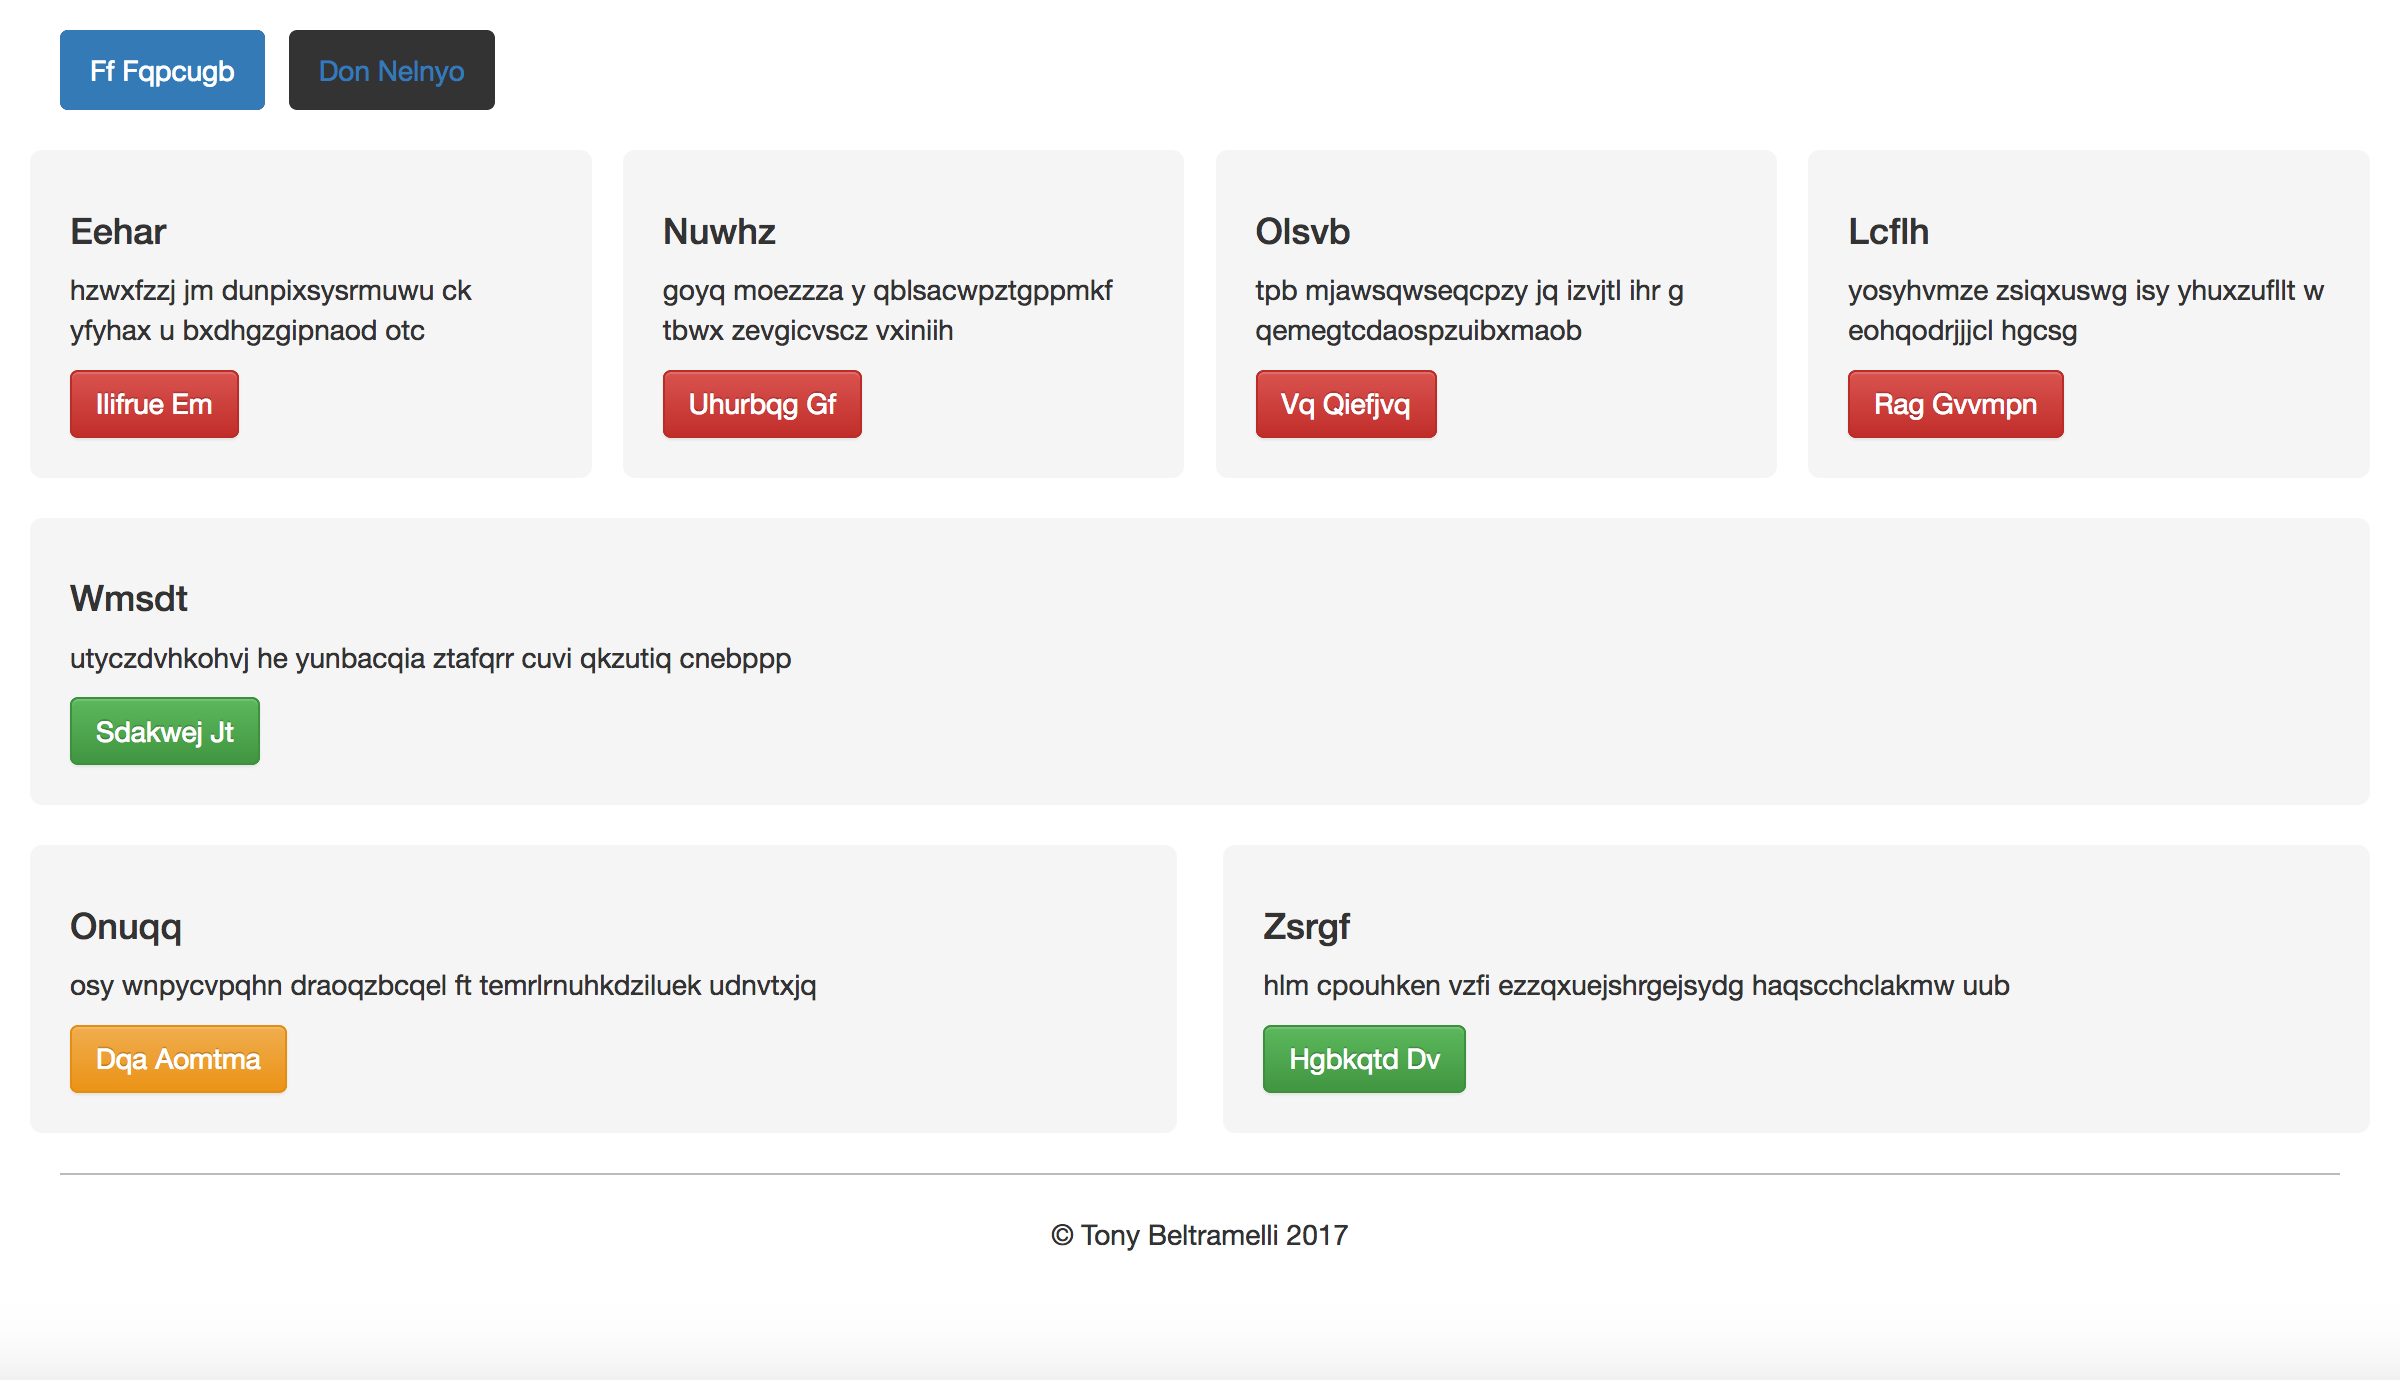 Ff Fqpcugb
Don Nelnyo
Eehar
hzwxfzzj jm dunpixsysrmuwu ck
yfyhax u bxdhgzgipnaod otc
Ilifrue Em
Nuwhz
goyq moezzza y qblsacwpztgppmkf
tbwx zevgicvscz vxiniih
Uhurbqg Gf
Olsvb
tpb mjawsqwseqcpzy jq izvjtl ihr g
qemegtcdaospzuibxmaob
Vq Qiefjvq
Lcflh
yosyhvmze zsiqxuswg isy yhuxzufllt w
eohqodrjjjcl hgcsg
Rag Gvvmpn
Wmsdt
utyczdvhkohvj he yunbacqia ztafqrr cuvi qkzutiq cnebppp
Sdakwej Jt
Onuqq
osy wnpycvpqhn draoqzbcqel ft temrlrnuhkdziluek udnvtxjq
Dqa Aomtma
Zsrgf
hlm cpouhken vzfi ezzqxuejshrgejsydg haqscchclakmw uub
Hgbkqtd Dv
© Tony Beltramelli 2017